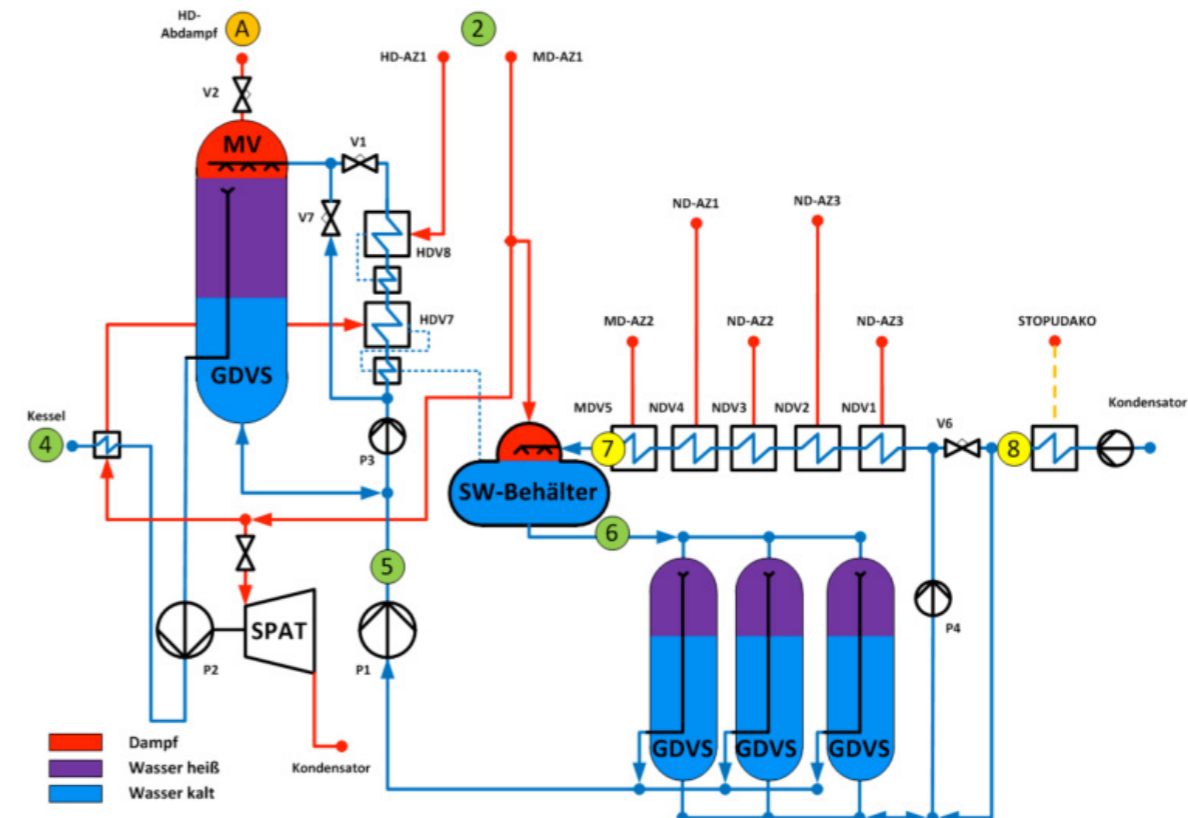 HD-
Abdampf
A
2
HD-AZ1
MD-AZ1
V2
MV
V1
V7
HDV8
HDV7
GDVS
ND-AZ1
ND-AZ3
MD-AZ2
ND-AZ2
ND-AZ3
STOPUDAKO
Kessel
4
MDV5
NDV4
NDV3
NDV2
NDV1
V6
Kondensator
7
8
P3
SW-Behälter
6
5
SPAT
P2
P1
P4
GDVS
GDVS
GDVS
Kondensator
Dampf
Wasser heiß
Wasser kalt